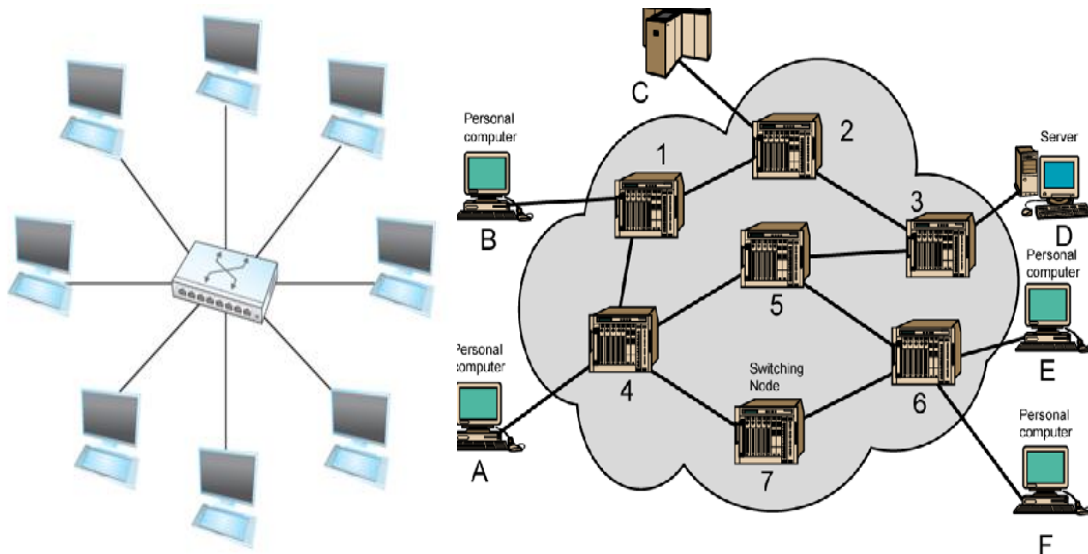 C
2
Personal
computer
1
Server
3
B
D
Personal
computer
5
Personal
computer
4
Switching
Node
6
E
Personal
computer
A
7
F